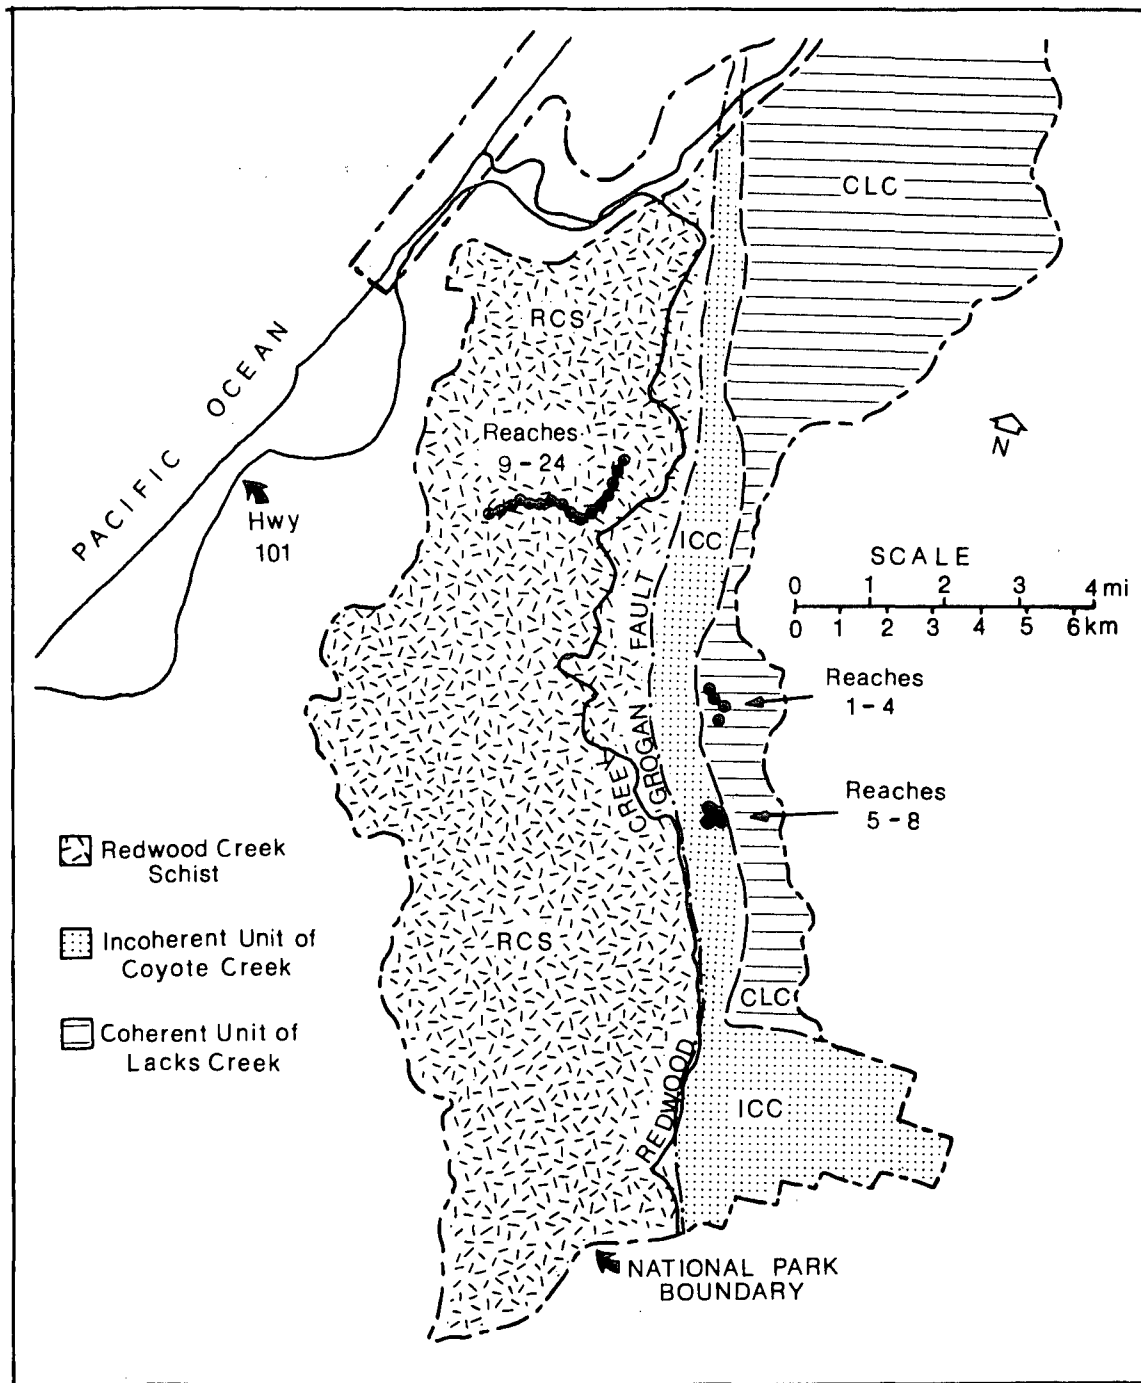 CLC
RCS
PACIFIC OCEAN
Reaches
9-24
Hwy
101
N
ICC
SCALE
0 1 2 3 4 mi
0 1 2 3 4 5 6 km
GROGAN FAULT
Reaches
1-4
Reaches
5-8
REDWOOD CREEK
Redwood Creek
Schist
Incoherent Unit of
Coyote Creek
Coherent Unit of
Lacks Creek
RCS
CLC
ICC
NATIONAL PARK
BOUNDARY